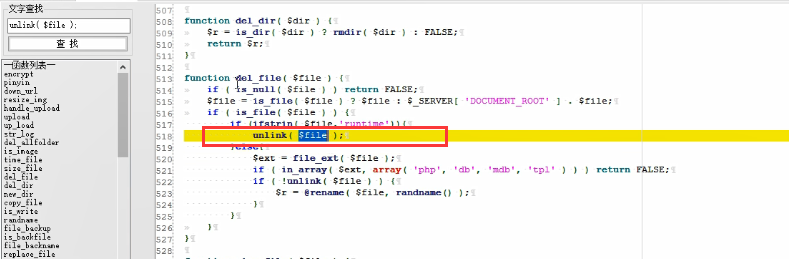 文字查找
unlink( $file );
查 找
—函数列表—
encrypt
pinyin
down_url
resize_img
handle_upload
upload
up_load
str_log
del_allfolder
is_image
time_file
size_file
del_file
del_dir
new_dir
copy_file
is_write
randname
file_backup
is_backfile
file_backname
replace_file
507
508 function del_dir( $dir ) {
509 $r = is_dir( $dir ) ? rmdir( $dir ) : FALSE;
510 return $r;
511 }
512
513 function del_file( $file ) {
514 if ( is_null( $file ) ) return FALSE;
515 $file = is_file( $file ) ? $file : $_SERVER[ 'DOCUMENT_ROOT' ] . $file;
516 if ( is_file( $file ) ) {
517 if (ifstrin( $file,'runtime')){
518 unlink( $file );
519 }else{
520 $ext = file_ext( $file );
521 if ( in_array( $ext, array( 'php', 'db', 'mdb', 'tpl' ) ) ) return FALSE;
522 if ( !unlink( $file ) ) {
523 $r = @rename( $file, randname() );
524 }
525 }
526 }
527 }
528